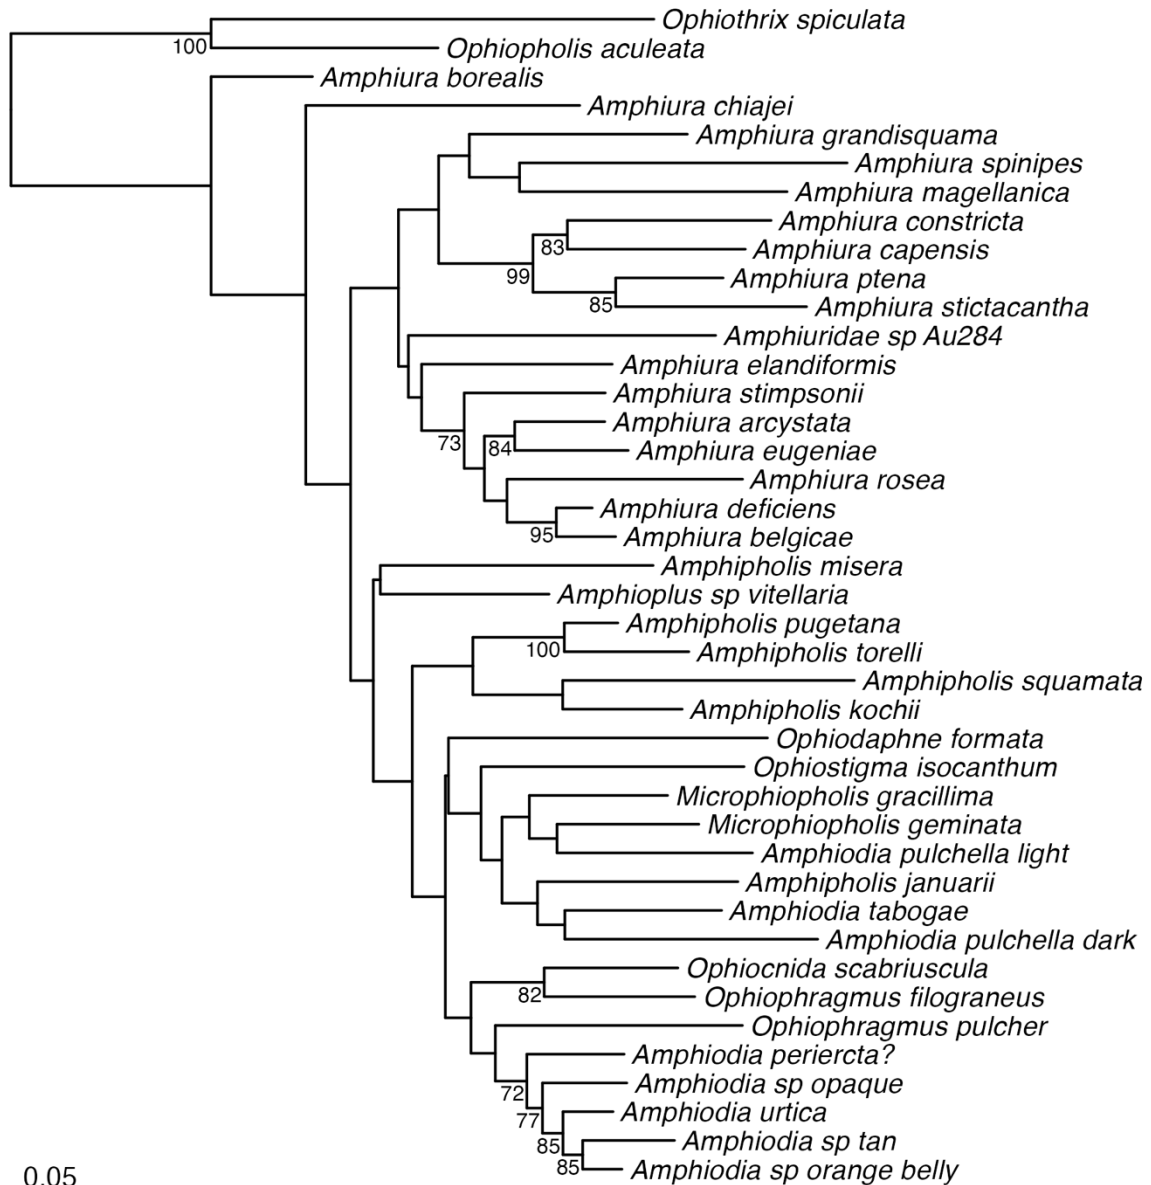 Ophiothrix spiculata
100
Ophiopholis aculeata
Amphiura borealis
Amphiura chiajei
Amphiura grandisquama
Amphiura spinipes
Amphiura magellanica
Amphiura constricta
83
Amphiura capensis
99
Amphiura ptena
85
Amphiura stictacantha
Amphiuridae sp Au284
Amphiura elandiformis
Amphiura stimpsonii
Amphiura arcystata
73
84
Amphiura eugeniae
Amphiura rosea
Amphiura deficiens
95
Amphiura belgicae
Amphipholis misera
Amphioplus sp vitellaria
Amphipholis pugetana
100
Amphipholis torelli
Amphipholis squamata
Amphipholis kochii
Ophiodaphne formata
Ophiostigma isocanthum
Microphiopholis gracillima
Microphiopholis geminata
Amphiodia pulchella light
Amphipholis januarii
Amphiodia tabogae
Amphiodia pulchella dark
Ophiocnida scabriuscula
82
Ophiophragmus filograneus
Ophiophragmus pulcher
Amphiodia periercta?
72
Amphiodia sp opaque
77
Amphiodia urtica
85
Amphiodia sp tan
85
Amphiodia sp orange belly
0.05